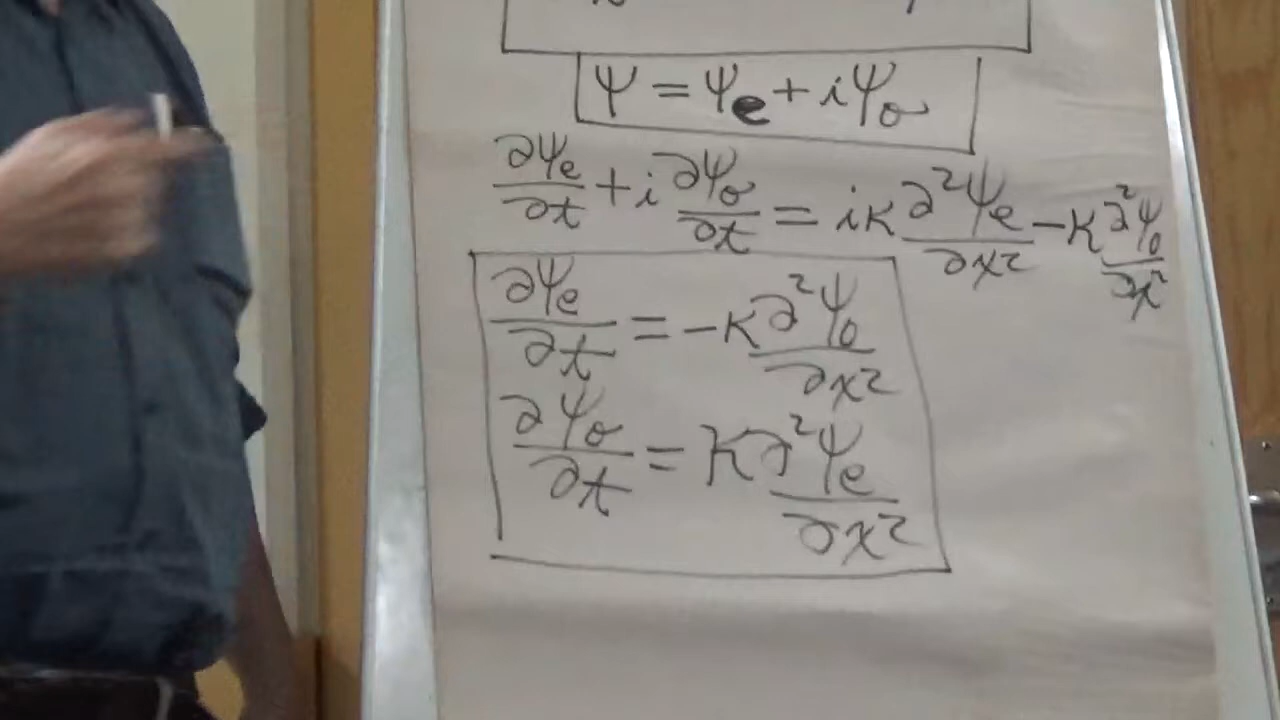 Ψ = Ψe + iΨo
∂Ψe/∂t + i ∂Ψo/∂t = iκ ∂²Ψe/∂x² − κ ∂²Ψo/∂x²
∂Ψe/∂t = −κ ∂²Ψo/∂x²
∂Ψo/∂t = κ ∂²Ψe/∂x²